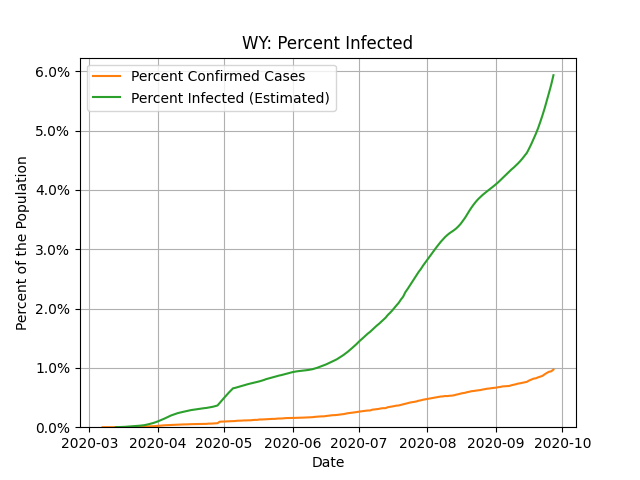 WY: Percent Infected
Percent Confirmed Cases
Percent Infected (Estimated)
Percent of the Population
6.0%
5.0%
4.0%
3.0%
2.0%
1.0%
0.0%
2020-03 2020-04 2020-05 2020-06 2020-07 2020-08 2020-09 2020-10
Date